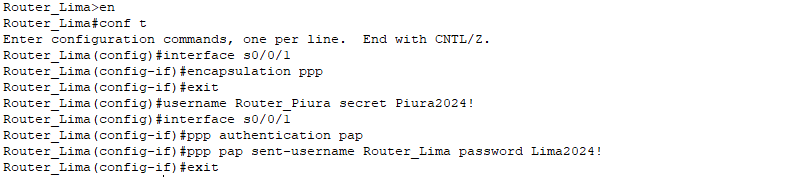 Router_Lima>en
Router_Lima#conf t
Enter configuration commands, one per line.  End with CNTL/Z.
Router_Lima(config)#interface s0/0/1
Router_Lima(config-if)#encapsulation ppp
Router_Lima(config-if)#exit
Router_Lima(config)#username Router_Piura secret Piura2024!
Router_Lima(config)#interface s0/0/1
Router_Lima(config-if)#ppp authentication pap
Router_Lima(config-if)#ppp pap sent-username Router_Lima password Lima2024!
Router_Lima(config-if)#exit